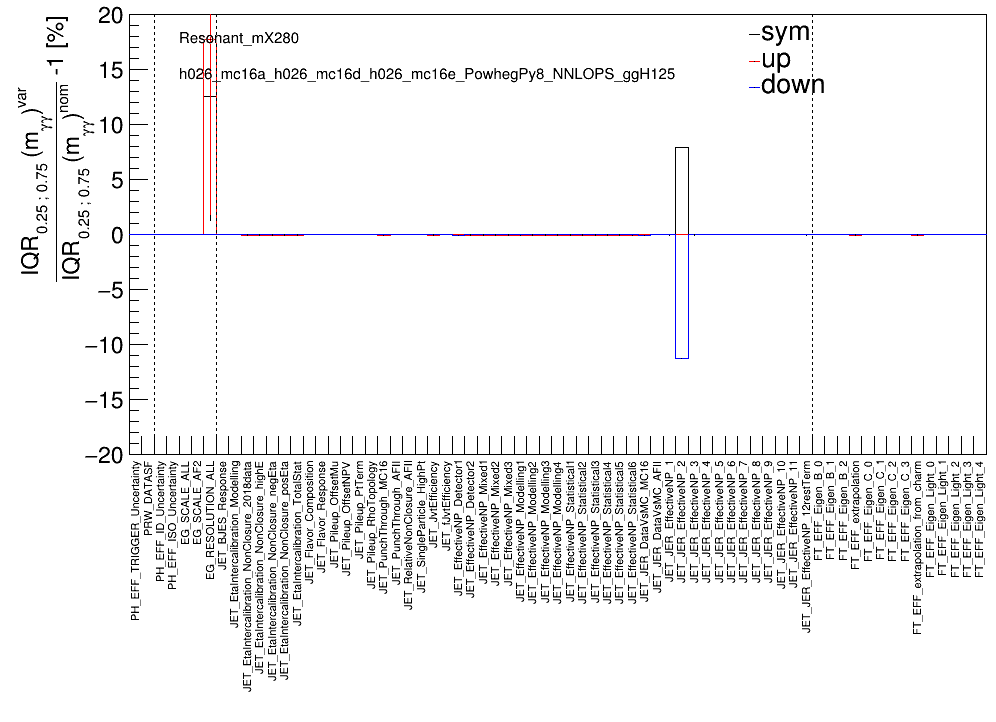 IQR0.25 ; 0.75 (mγγ)var
IQR0.25 ; 0.75 (mγγ)nom -1 [%]
20
15
10
5
0
−5
−10
−15
−20
Resonant_mX280
h026_mc16a_h026_mc16d_h026_mc16e_PowhegPy8_NNLOPS_ggH125
sym
up
down
PH_EFF_TRIGGER_Uncertainty
PRW_DATASF
PH_EFF_ID_Uncertainty
PH_EFF_ISO_Uncertainty
EG_SCALE_ALL
EG_SCALE_AF2
EG_RESOLUTION_ALL
JET_BJES_Response
JET_EtaIntercalibration_Modelling
JET_EtaIntercalibration_NonClosure_2018data
JET_EtaIntercalibration_NonClosure_highE
JET_EtaIntercalibration_NonClosure_negEta
JET_EtaIntercalibration_NonClosure_posEta
JET_EtaIntercalibration_TotalStat
JET_Flavor_Composition
JET_Flavor_Response
JET_Pileup_OffsetMu
JET_Pileup_OffsetNPV
JET_Pileup_PtTerm
JET_Pileup_RhoTopology
JET_PunchThrough_MC16
JET_PunchThrough_AFII
JET_RelativeNonClosure_AFII
JET_SingleParticle_HighPt
JET_JvtEfficiency
JET_fJvtEfficiency
JET_EffectiveNP_Detector1
JET_EffectiveNP_Detector2
JET_EffectiveNP_Mixed1
JET_EffectiveNP_Mixed2
JET_EffectiveNP_Mixed3
JET_EffectiveNP_Modelling1
JET_EffectiveNP_Modelling2
JET_EffectiveNP_Modelling3
JET_EffectiveNP_Modelling4
JET_EffectiveNP_Statistical1
JET_EffectiveNP_Statistical2
JET_EffectiveNP_Statistical3
JET_EffectiveNP_Statistical4
JET_EffectiveNP_Statistical5
JET_EffectiveNP_Statistical6
JET_JER_DataVsMC_MC16
JET_JER_DataVsMC_AFII
JET_JER_EffectiveNP_1
JET_JER_EffectiveNP_2
JET_JER_EffectiveNP_3
JET_JER_EffectiveNP_4
JET_JER_EffectiveNP_5
JET_JER_EffectiveNP_6
JET_JER_EffectiveNP_7
JET_JER_EffectiveNP_8
JET_JER_EffectiveNP_9
JET_JER_EffectiveNP_10
JET_JER_EffectiveNP_11
JET_JER_EffectiveNP_12restTerm
FT_EFF_Eigen_B_0
FT_EFF_Eigen_B_1
FT_EFF_Eigen_B_2
FT_EFF_extrapolation
FT_EFF_Eigen_C_0
FT_EFF_Eigen_C_1
FT_EFF_Eigen_C_2
FT_EFF_Eigen_C_3
FT_EFF_extrapolation_from_charm
FT_EFF_Eigen_Light_0
FT_EFF_Eigen_Light_1
FT_EFF_Eigen_Light_2
FT_EFF_Eigen_Light_3
FT_EFF_Eigen_Light_4